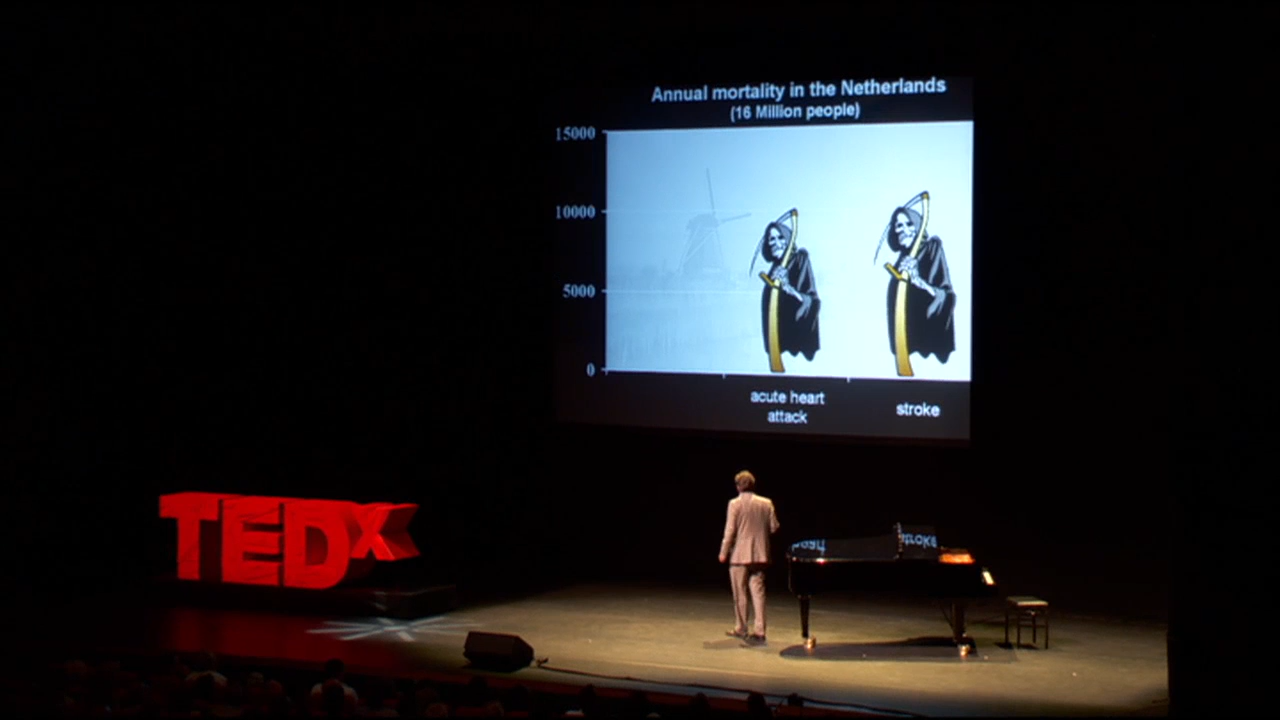 Annual mortality in the Netherlands
(16 Million people)
15000
10000
5000
0
acute heart
attack
stroke
TEDx